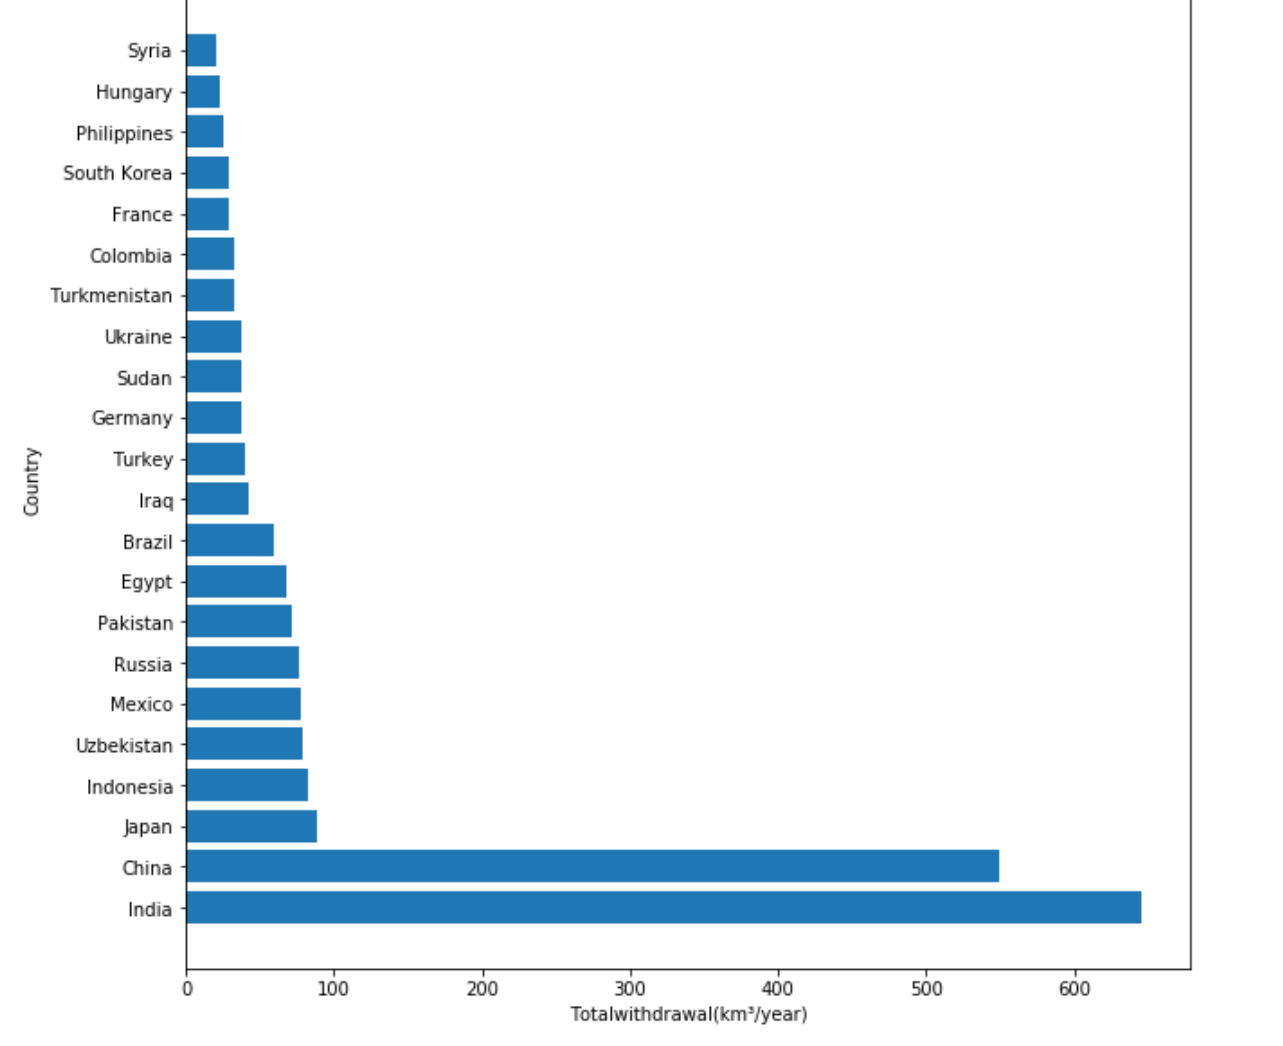 Syria
Hungary
Philippines
South Korea
France
Colombia
Turkmenistan
Ukraine
Sudan
Germany
Turkey
Iraq
Brazil
Egypt
Pakistan
Russia
Mexico
Uzbekistan
Indonesia
Japan
China
India
Country
0 100 200 300 400 500 600
Totalwithdrawal(km³/year)